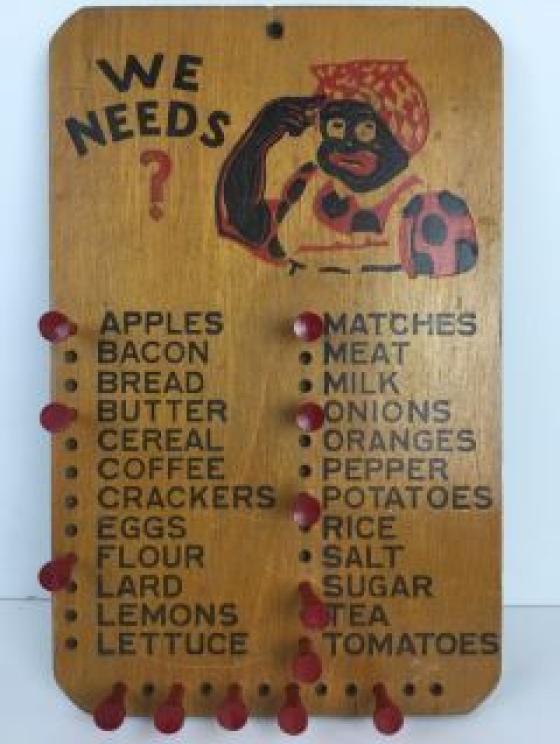 WE
NEEDS
?
APPLES
BACON
BREAD
BUTTER
CEREAL
COFFEE
CRACKERS
EGGS
FLOUR
LARD
LEMONS
LETTUCE
MATCHES
MEAT
MILK
ONIONS
ORANGES
PEPPER
POTATOES
RICE
SALT
SUGAR
TEA
TOMATOES